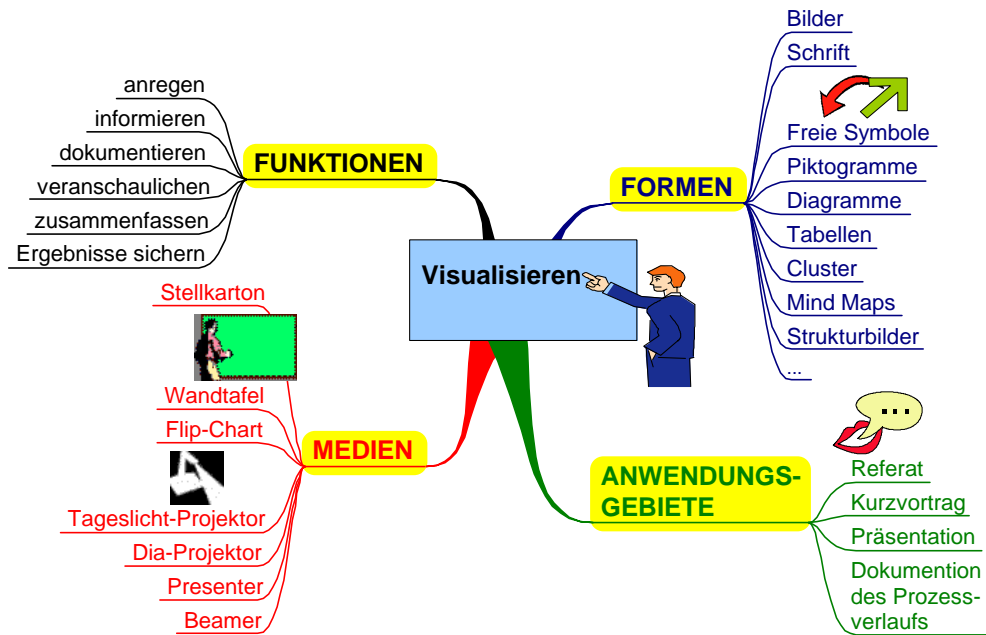 Visualisieren
FUNKTIONEN
anregen
informieren
dokumentieren
veranschaulichen
zusammenfassen
Ergebnisse sichern
FORMEN
Bilder
Schrift
Freie Symbole
Piktogramme
Diagramme
Tabellen
Cluster
Mind Maps
Strukturbilder
...
MEDIEN
Stellkarton
Wandtafel
Flip-Chart
Tageslicht-Projektor
Dia-Projektor
Presenter
Beamer
ANWENDUNGS-
GEBIETE
...
Referat
Kurzvortrag
Präsentation
Dokumention
des Prozess-
verlaufs